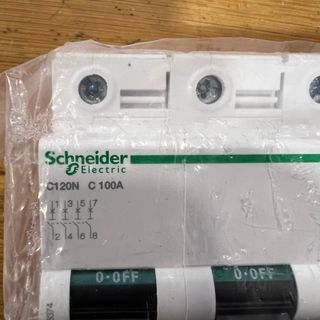 Schneider
Electric
C120N C 100A
1 3 5 7
2 4 6 8
0·OFF 0·OFF